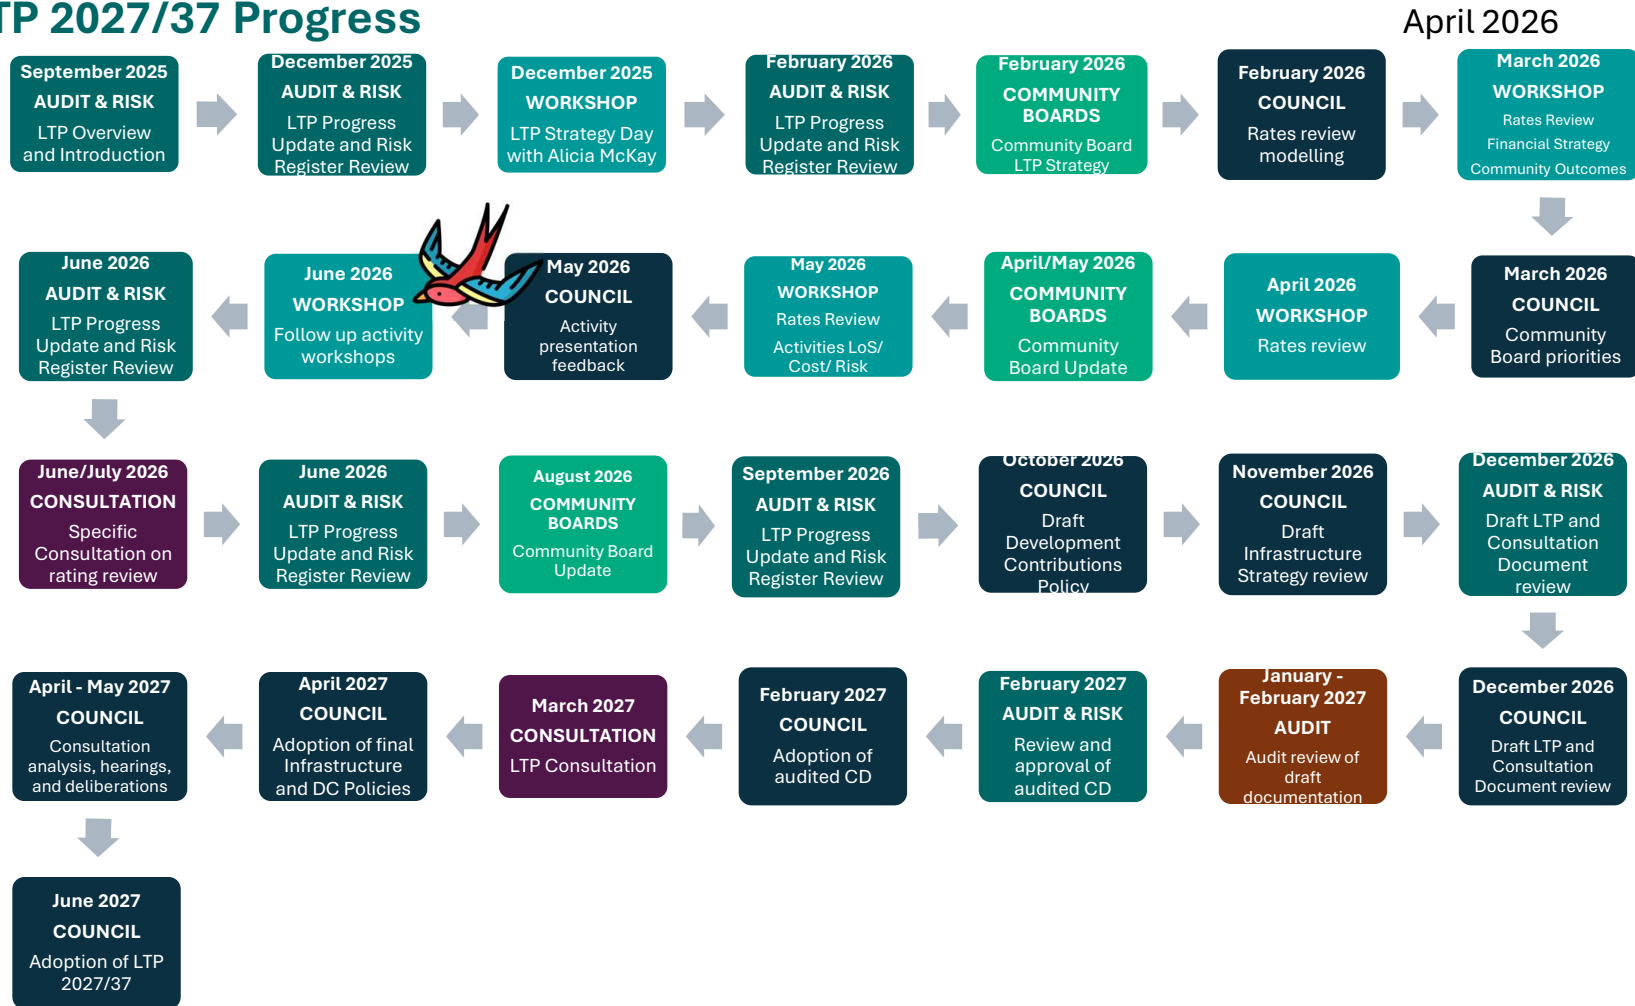 TP 2027/37 Progress
April 2026
September 2025
AUDIT & RISK
LTP Overview
and Introduction
December 2025
AUDIT & RISK
LTP Progress
Update and Risk
Register Review
December 2025
WORKSHOP
LTP Strategy Day
with Alicia McKay
February 2026
AUDIT & RISK
LTP Progress
Update and Risk
Register Review
February 2026
COMMUNITY
BOARDS
Community Board
LTP Strategy
February 2026
COUNCIL
Rates review
modelling
March 2026
WORKSHOP
Rates Review
Financial Strategy
Community Outcomes
June 2026
AUDIT & RISK
LTP Progress
Update and Risk
Register Review
June 2026
WORKSHOP
Follow up activity
workshops
May 2026
COUNCIL
Activity
presentation
feedback
May 2026
WORKSHOP
Rates Review
Activities LoS/
Cost/ Risk
April/May 2026
COMMUNITY
BOARDS
Community
Board Update
April 2026
WORKSHOP
Rates review
March 2026
COUNCIL
Community
Board priorities
June/July 2026
CONSULTATION
Specific
Consultation on
rating review
June 2026
AUDIT & RISK
LTP Progress
Update and Risk
Register Review
August 2026
COMMUNITY
BOARDS
Community Board
Update
September 2026
AUDIT & RISK
LTP Progress
Update and Risk
Register Review
October 2026
COUNCIL
Draft
Development
Contributions
Policy
November 2026
COUNCIL
Draft
Infrastructure
Strategy review
December 2026
AUDIT & RISK
Draft LTP and
Consultation
Document
review
April - May 2027
COUNCIL
Consultation
analysis, hearings,
and deliberations
April 2027
COUNCIL
Adoption of final
Infrastructure
and DC Policies
March 2027
CONSULTATION
LTP Consultation
February 2027
COUNCIL
Adoption of
audited CD
February 2027
AUDIT & RISK
Review and
approval of
audited CD
January -
February 2027
AUDIT
Audit review of
draft
documentation
December 2026
COUNCIL
Draft LTP and
Consultation
Document review
June 2027
COUNCIL
Adoption of LTP
2027/37